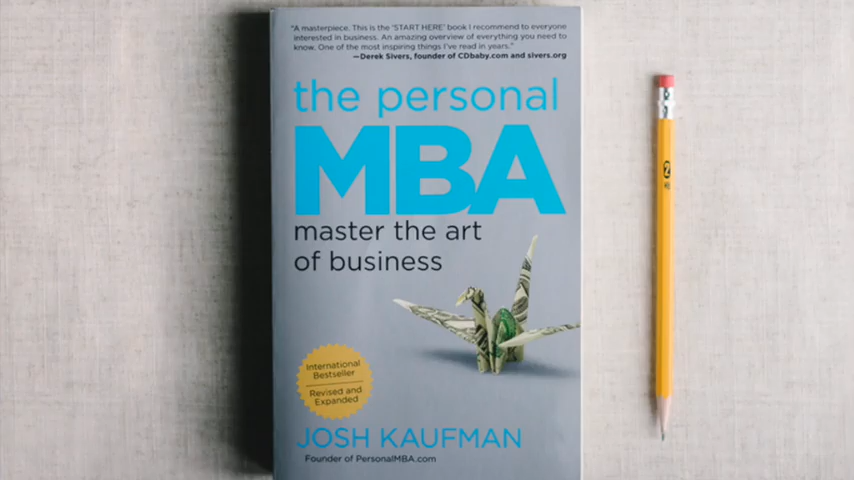 "A masterpiece. This is the 'START HERE' book I recommend to everyone
interested in business. An amazing overview of everything you need to
know. One of the most inspiring things I've read in years."
—Derek Sivers, founder of CDbaby.com and sivers.org
the personal
MBA
master the art
of business
International
Bestseller
Revised and
Expanded
JOSH KAUFMAN
Founder of PersonalMBA.com
2